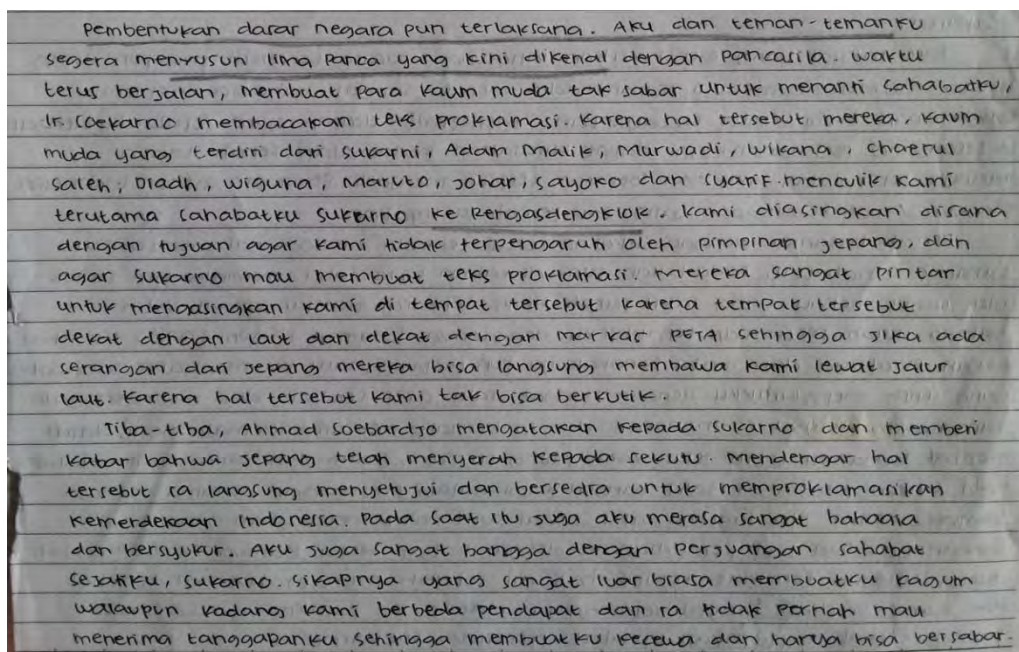 Pembentukan dasar negara pun terlaksana. Aku dan teman-temanku
segera menyusun lima Panca yang kini dikenal dengan Pancasila. Waktu
terus berjalan, membuat para kaum muda tak sabar untuk menanti sahabatku,
Ir. Soekarno membacakan teks proklamasi. Karena hal tersebut mereka, kaum
muda yang terdiri dari Sukarni, Adam Malik, Murwadi, Wikana, Chaerul
Saleh, Diadh, Wiguna, Maruto, Johar, Sayoko dan Syarif. menculik kami
terutama sahabatku Sukarno ke Rengasdengklok. Kami diasingkan disana
dengan tujuan agar kami tidak terpengaruh oleh pimpinan Jepang, dan
agar Sukarno mau membuat teks proklamasi. Mereka sangat pintar
untuk mengasingkan kami di tempat tersebut karena tempat tersebut
dekat dengan laut dan dekat dengan markas PETA sehingga jika ada
serangan dari Jepang mereka bisa langsung membawa kami lewat jalur
laut. Karena hal tersebut kami tak bisa berkutik.
Tiba-tiba, Ahmad Soebardjo mengatakan kepada Sukarno dan memberi
kabar bahwa Jepang telah menyerah kepada sekutu. Mendengar hal
tersebut ia langsung menyetujui dan bersedia untuk memproklamasikan
kemerdekaan Indonesia. Pada saat itu juga aku merasa sangat bahagia
dan bersyukur. Aku juga sangat bangga dengan perjuangan sahabat
sejatiku, Sukarno. Sikapnya yang sangat luar biasa membuatku kagum
walaupun kadang kami berbeda pendapat dan ia tidak pernah mau
menerima tanggapanku sehingga membuatku kecewa dan hanya bisa bersabar.